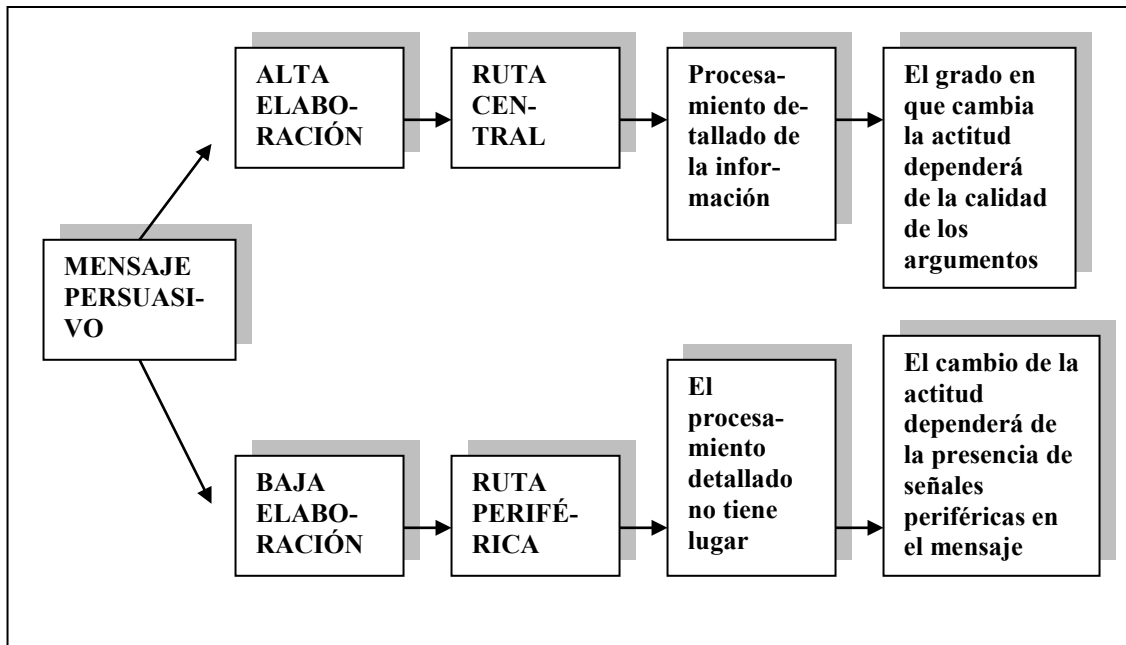 MENSAJE
PERSUASI-
VO
ALTA
ELABO-
RACIÓN
RUTA
CEN-
TRAL
Procesa-
miento de-
tallado de
la infor-
mación
El grado en
que cambia
la actitud
dependerá
de la calidad
de los
argumentos
BAJA
ELABO-
RACIÓN
RUTA
PERIFÉ-
RICA
El
procesa-
miento
detallado
no tiene
lugar
El cambio de la
actitud
dependerá de
la presencia de
señales
periféricas en
el mensaje